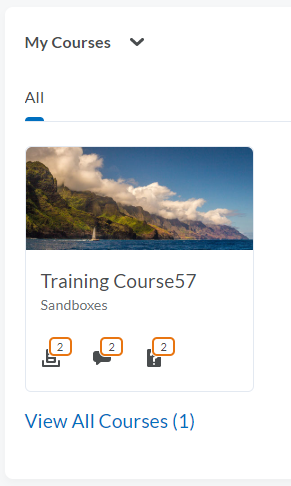 My Courses
All
Training Course57
Sandboxes
2 2 2
View All Courses (1)